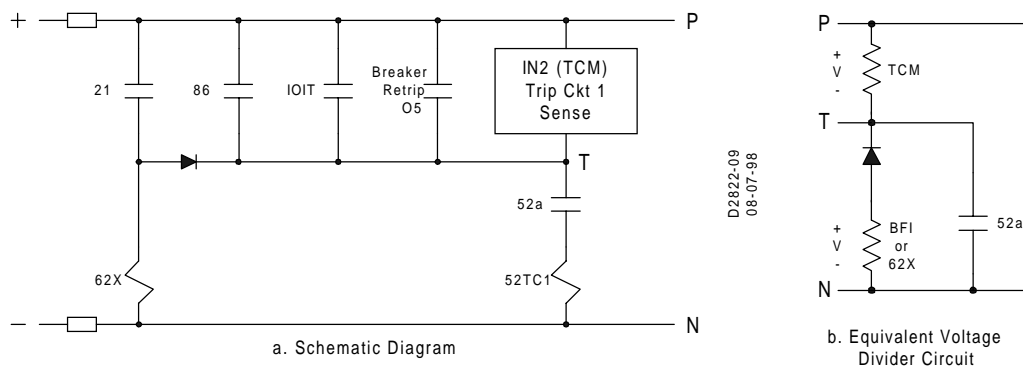 +
P
21
86
IOIT
Breaker
Retrip
O5
IN2 (TCM)
Trip Ckt 1
Sense
T
52a
62X
52TC1
−
N
a. Schematic Diagram
D2822-09
08-07-98
P
+
V
-
TCM
T
+
V
-
BFI
or
62X
52a
N
b. Equivalent Voltage
Divider Circuit